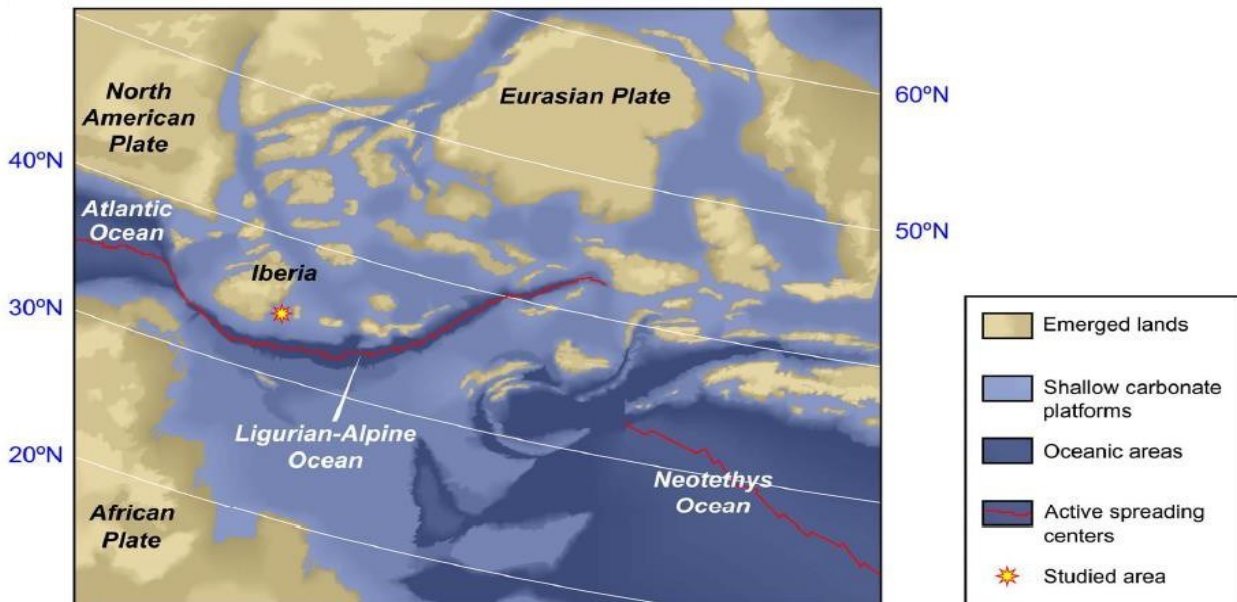 North
American
Plate
Eurasian Plate
60ºN
40ºN
Atlantic
Ocean
50ºN
Iberia
30ºN
Ligurian-Alpine
Ocean
20ºN
Neotethys
Ocean
African
Plate
Emerged lands
Shallow carbonate
platforms
Oceanic areas
Active spreading
centers
Studied area